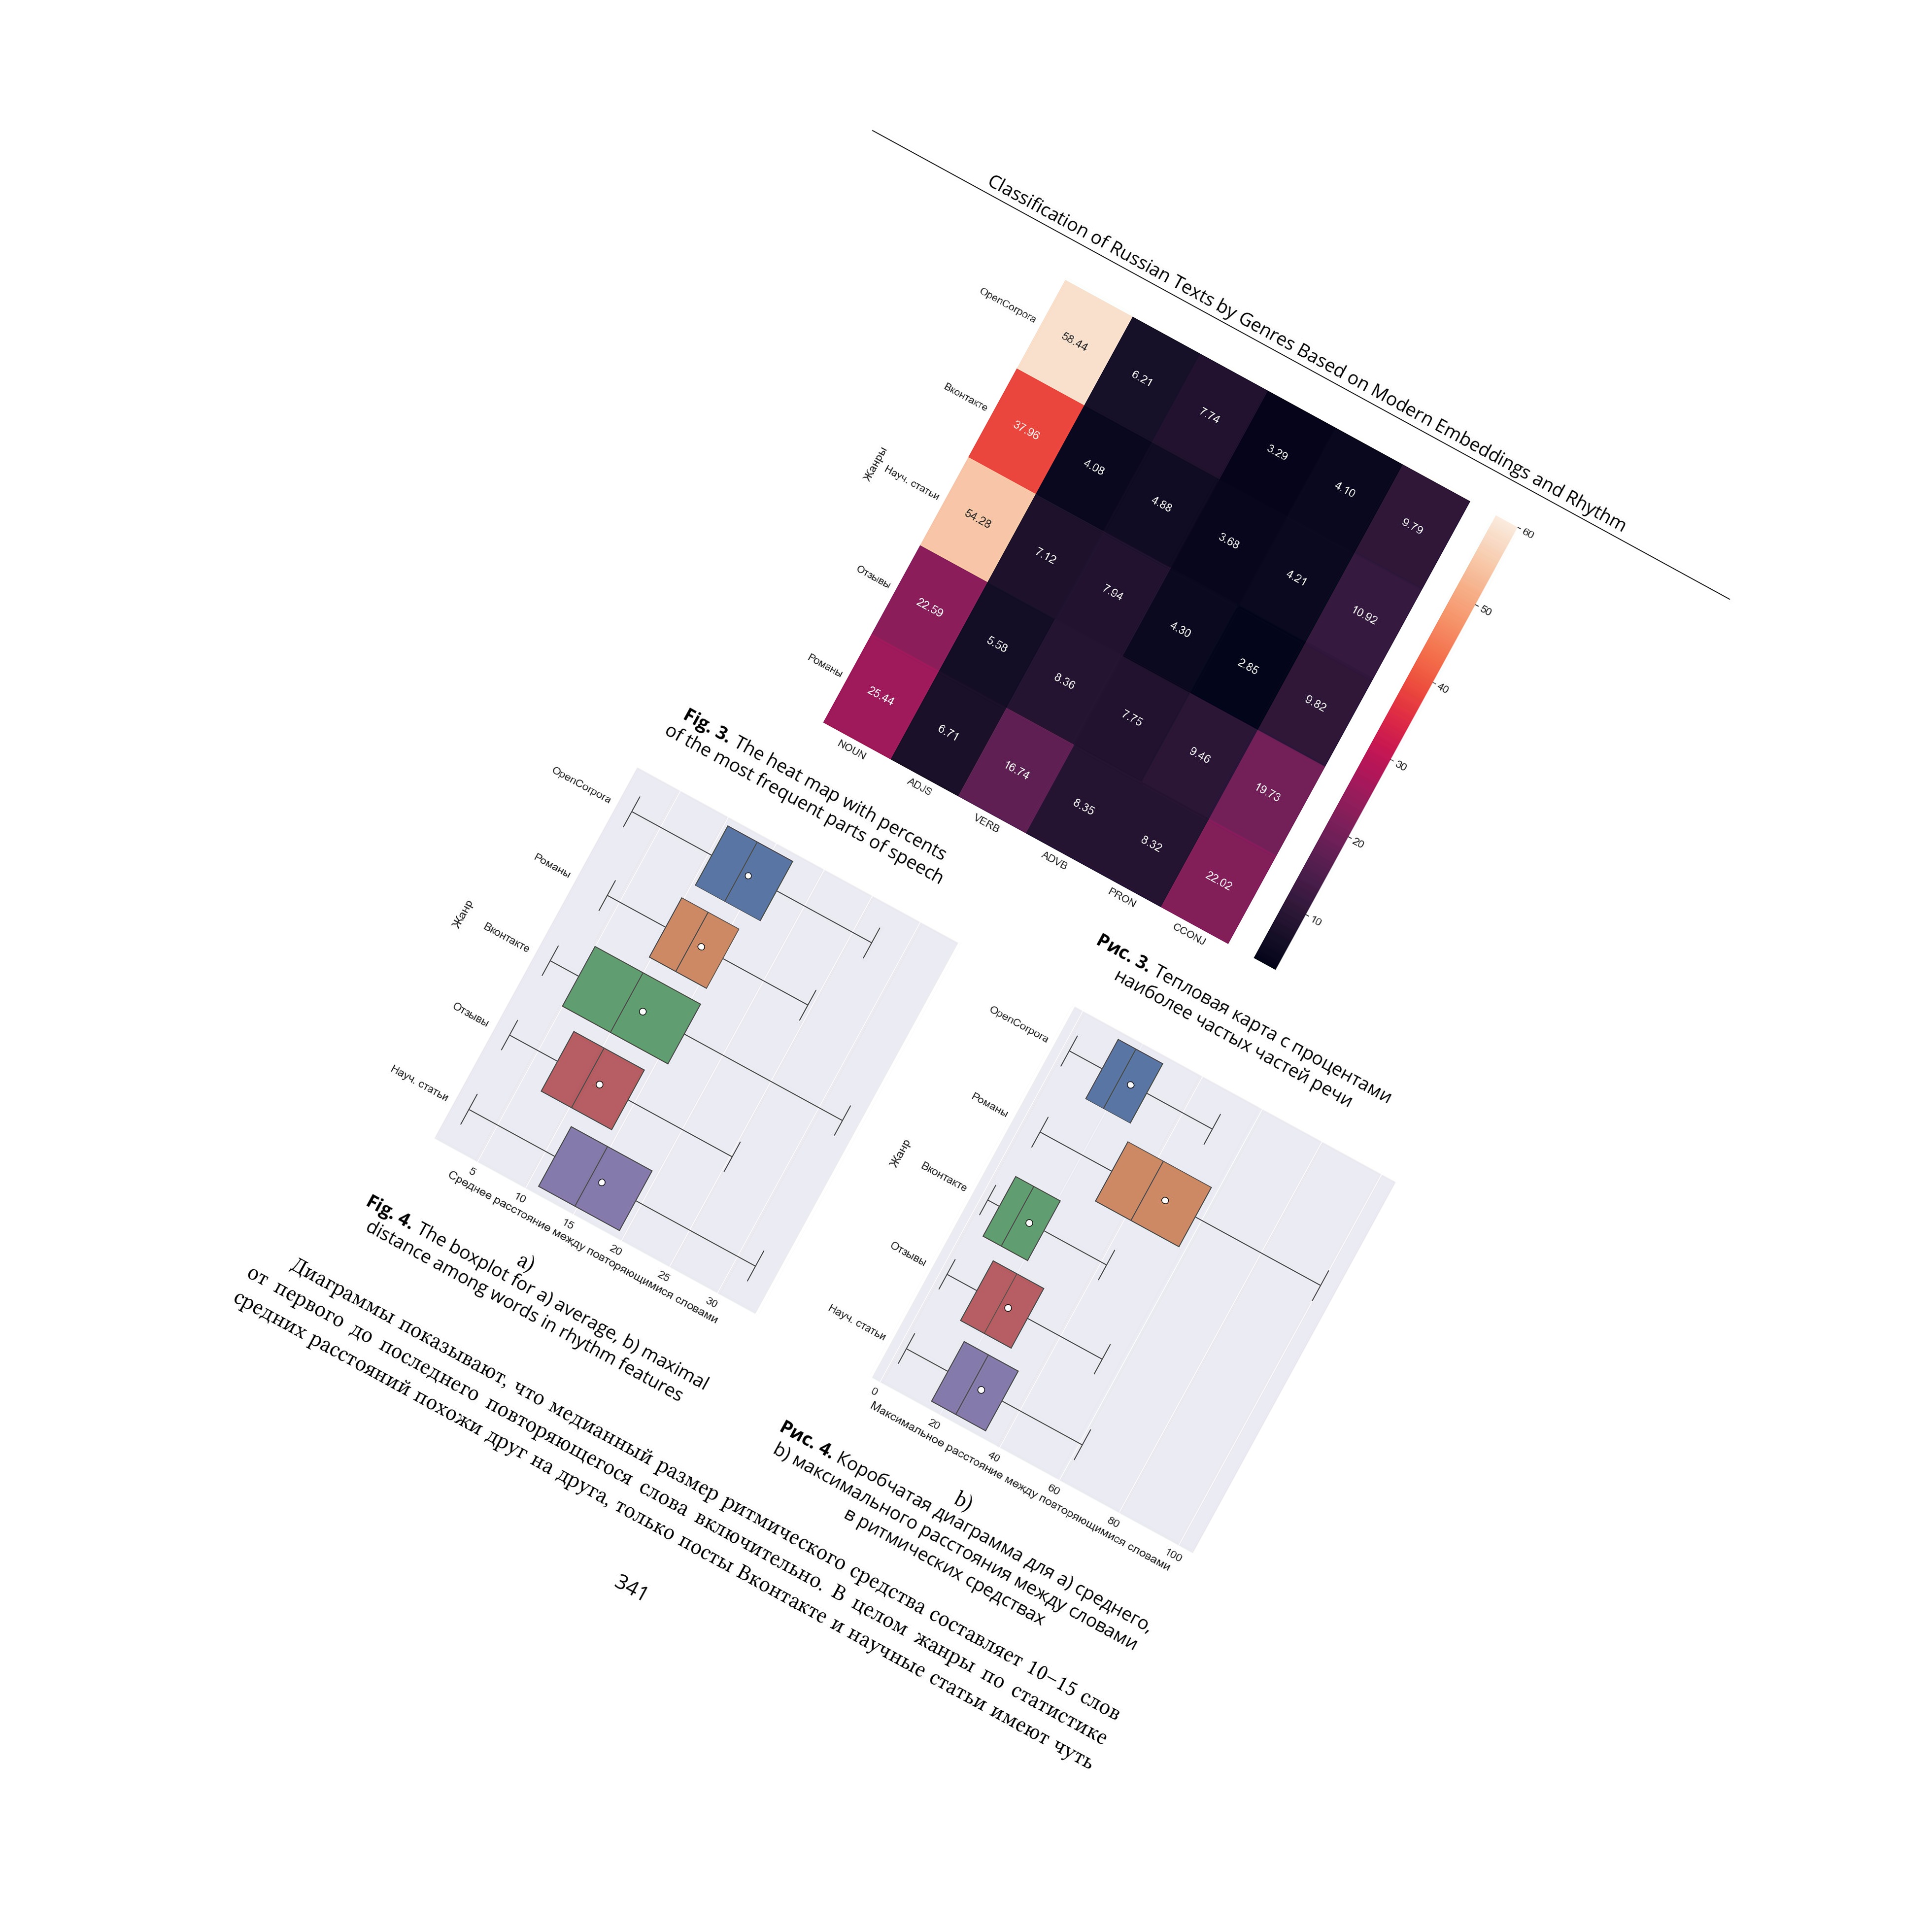 Classification of Russian Texts by Genres Based on Modern Embeddings and Rhythm
Жанры
OpenCorpora 58.44 6.21 7.74 3.29 4.10 9.79
Вконтакте 37.96 4.08 4.88 3.68 4.21 10.92
Науч. статьи 54.28 7.12 7.94 4.30 2.85 9.82
Отзывы 22.59 5.58 8.36 7.75 9.46 19.73
Романы 25.44 6.71 16.74 8.35 8.32 22.02
NOUN ADJS VERB ADVB PRON CCONJ
60
50
40
30
20
10
Fig. 3. The heat map with percents
of the most frequent parts of speech
Рис. 3. Тепловая карта с процентами
наиболее частых частей речи
Жанр
OpenCorpora
Романы
Вконтакте
Отзывы
Науч. статьи
5 10 15 20 25 30
Среднее расстояние между повторяющимися словами
a)
Жанр
OpenCorpora
Романы
Вконтакте
Отзывы
Науч. статьи
0 20 40 60 80 100
Максимальное расстояние между повторяющимися словами
b)
Fig. 4. The boxplot for a) average, b) maximal
distance among words in rhythm features
Рис. 4. Коробчатая диаграмма для a) среднего,
b) максимального расстояния между словами
в ритмических средствах
Диаграммы показывают, что медианный размер ритмического средства составляет 10–15 слов
от первого до последнего повторяющегося слова включительно. В целом жанры по статистике
средних расстояний похожи друг на друга, только посты Вконтакте и научные статьи имеют чуть
341